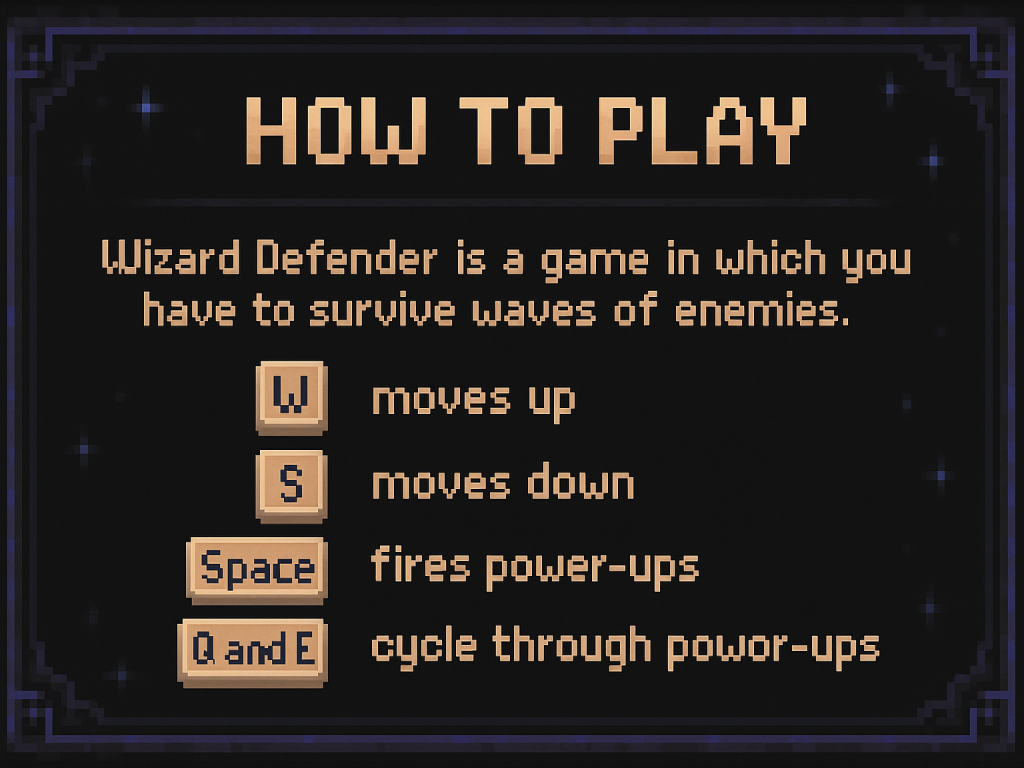 HOW TO PLAY
Wizard Defender is a game in which you
have to survive waves of enemies.
W moves up
S moves down
Space fires power-ups
Q and E cycle through powor-ups